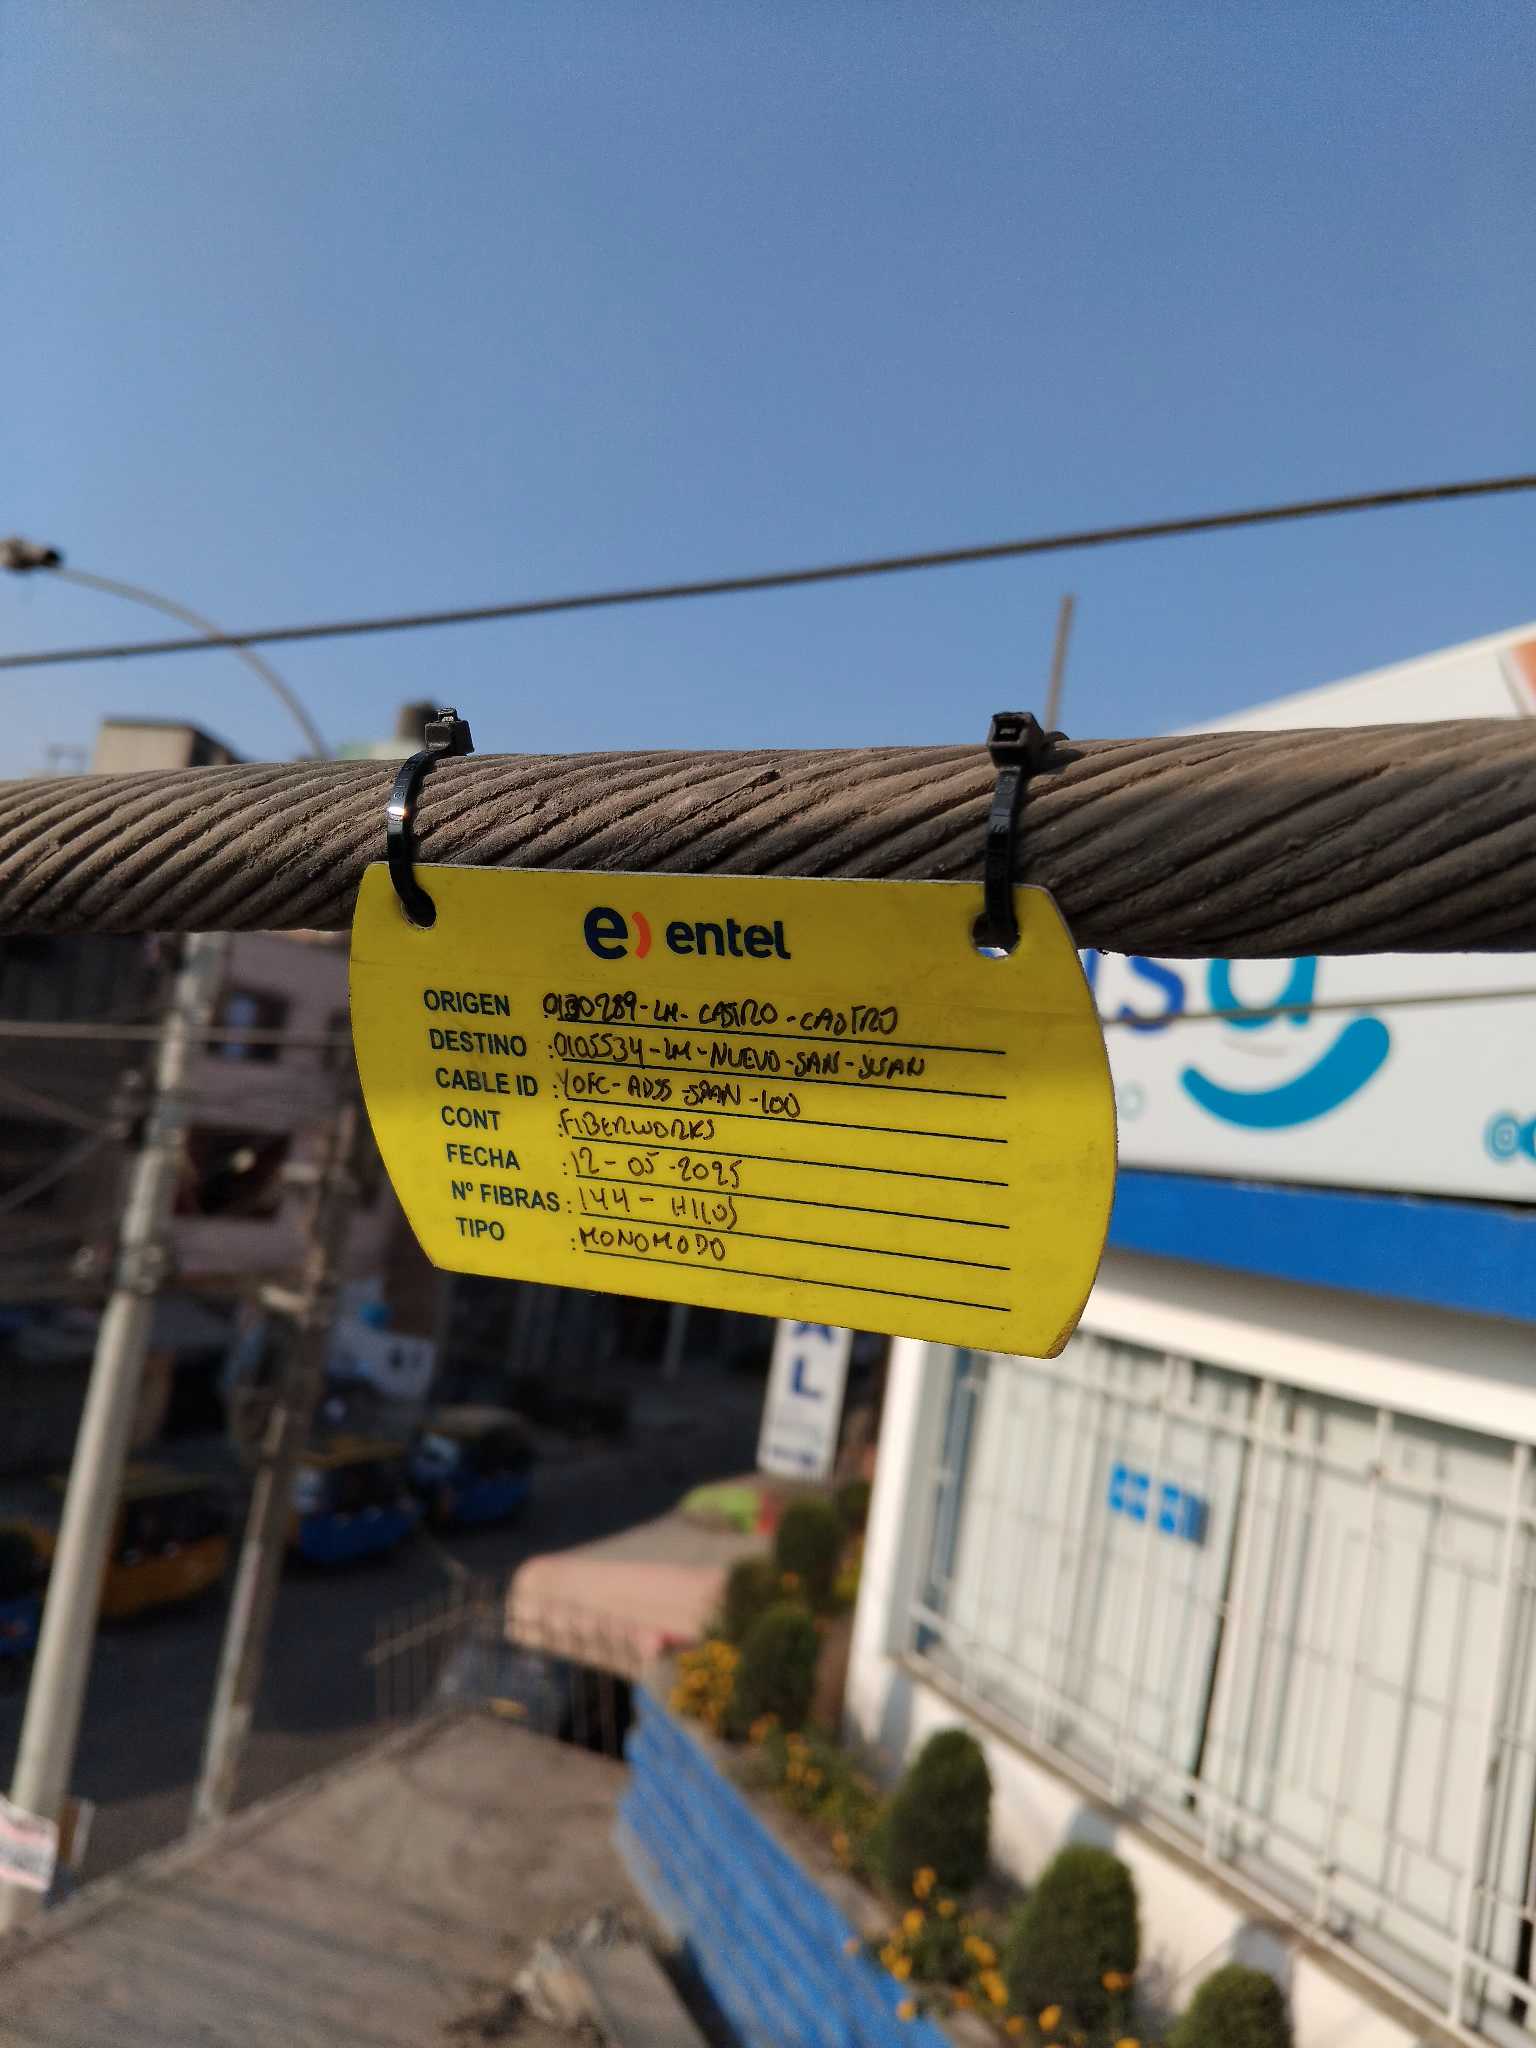 e) entel
ORIGEN 0130289-LM-CASTRO-CASTRO
DESTINO : 0105534-LM-NUEVO-SAN-JUAN
CABLE ID : YOFC-ADSS-SPAN-100
CONT : FIBERWORKS
FECHA : 12-05-2025
Nº FIBRAS : 144-HILOS
TIPO : MONOMODO